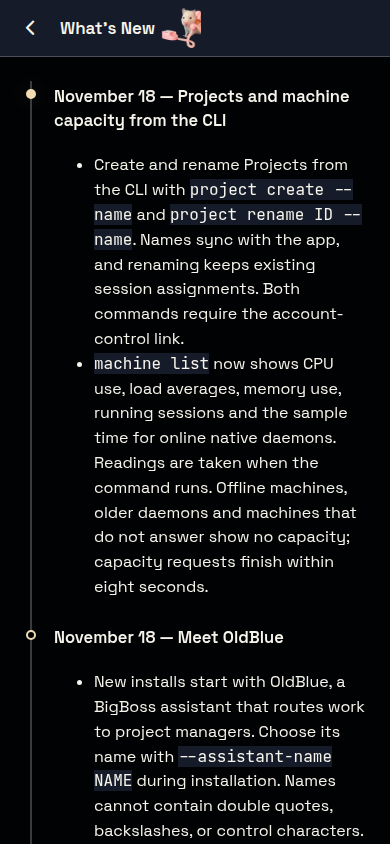 What's New
November 18 — Projects and machine
capacity from the CLI
• Create and rename Projects from
the CLI with project create --
name and project rename ID --
name. Names sync with the app,
and renaming keeps existing
session assignments. Both
commands require the account-
control link.
• machine list now shows CPU
use, load averages, memory use,
running sessions and the sample
time for online native daemons.
Readings are taken when the
command runs. Offline machines,
older daemons and machines that
do not answer show no capacity;
capacity requests finish within
eight seconds.
November 18 — Meet OldBlue
• New installs start with OldBlue, a
BigBoss assistant that routes work
to project managers. Choose its
name with --assistant-name
NAME during installation. Names
cannot contain double quotes,
backslashes, or control characters.